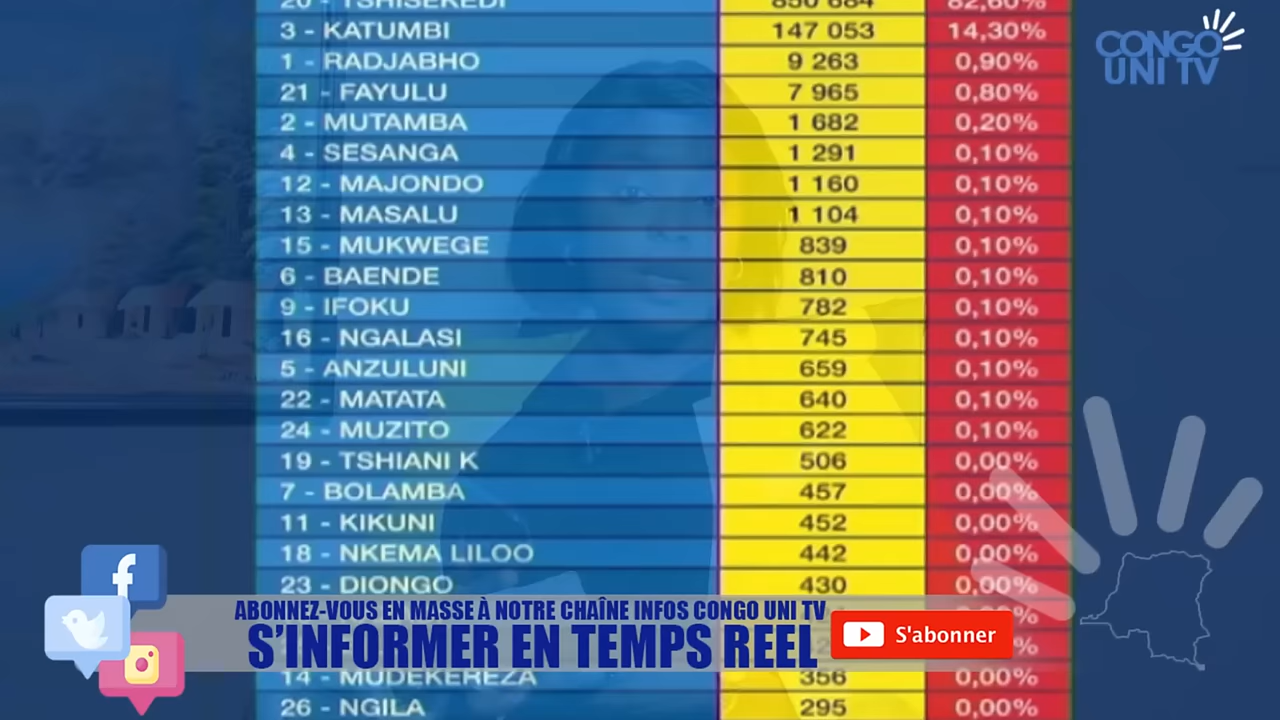 20 - TSHISEKEDI 850 684 82,60%
3 - KATUMBI 147 053 14,30%
1 - RADJABHO 9 263 0,90%
21 - FAYULU 7 965 0,80%
2 - MUTAMBA 1 682 0,20%
4 - SESANGA 1 291 0,10%
12 - MAJONDO 1 160 0,10%
13 - MASALU 1 104 0,10%
15 - MUKWEGE 839 0,10%
6 - BAENDE 810 0,10%
9 - IFOKU 782 0,10%
16 - NGALASI 745 0,10%
5 - ANZULUNI 659 0,10%
22 - MATATA 640 0,10%
24 - MUZITO 622 0,10%
19 - TSHIANI K 506 0,00%
7 - BOLAMBA 457 0,00%
11 - KIKUNI 452 0,00%
18 - NKEMA LILOO 442 0,00%
23 - DIONGO 430 0,00%
14 - MUDEKEREZA 356 0,00%
26 - NGILA 295 0,00%
CONGO
UNI TV
ABONNEZ-VOUS EN MASSE À NOTRE CHAÎNE INFOS CONGO UNI TV
S'INFORMER EN TEMPS REEL
S'abonner